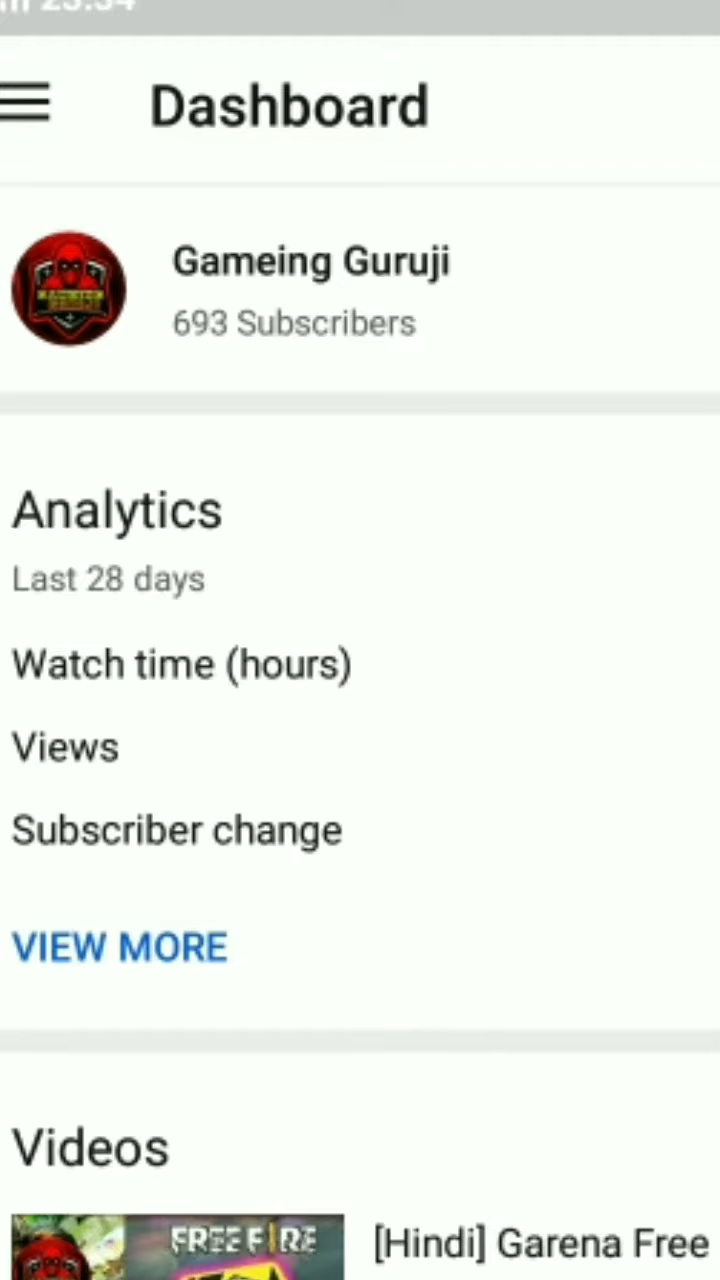 Dashboard
Gameing Guruji
693 Subscribers
Analytics
Last 28 days
Watch time (hours)
Views
Subscriber change
VIEW MORE
Videos
FREE FIRE
[Hindi] Garena Free